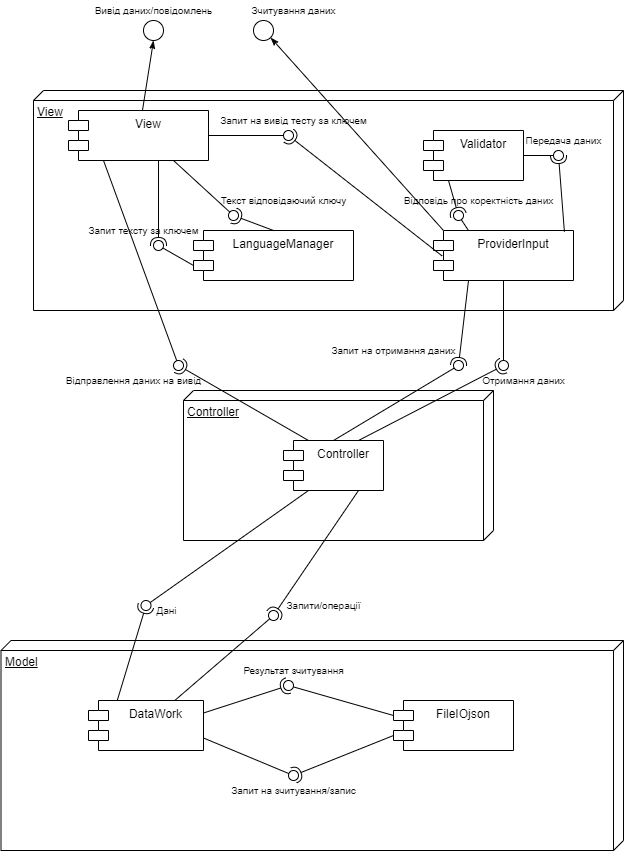 Вивід даних/повідомлень
Зчитування даних
View
View
Запит на вивід тесту за ключем
Validator
Передача даних
Текст відповідаючий ключу
Відповідь про коректність даних
Запит тексту за ключем
LanguageManager
ProviderInput
Запит на отримання даних
Відправлення даних на вивід
Отримання даних
Controller
Controller
Дані
Запити/операції
Model
Результат зчитування
DataWork
FileIOjson
Запит на зчитування/запис